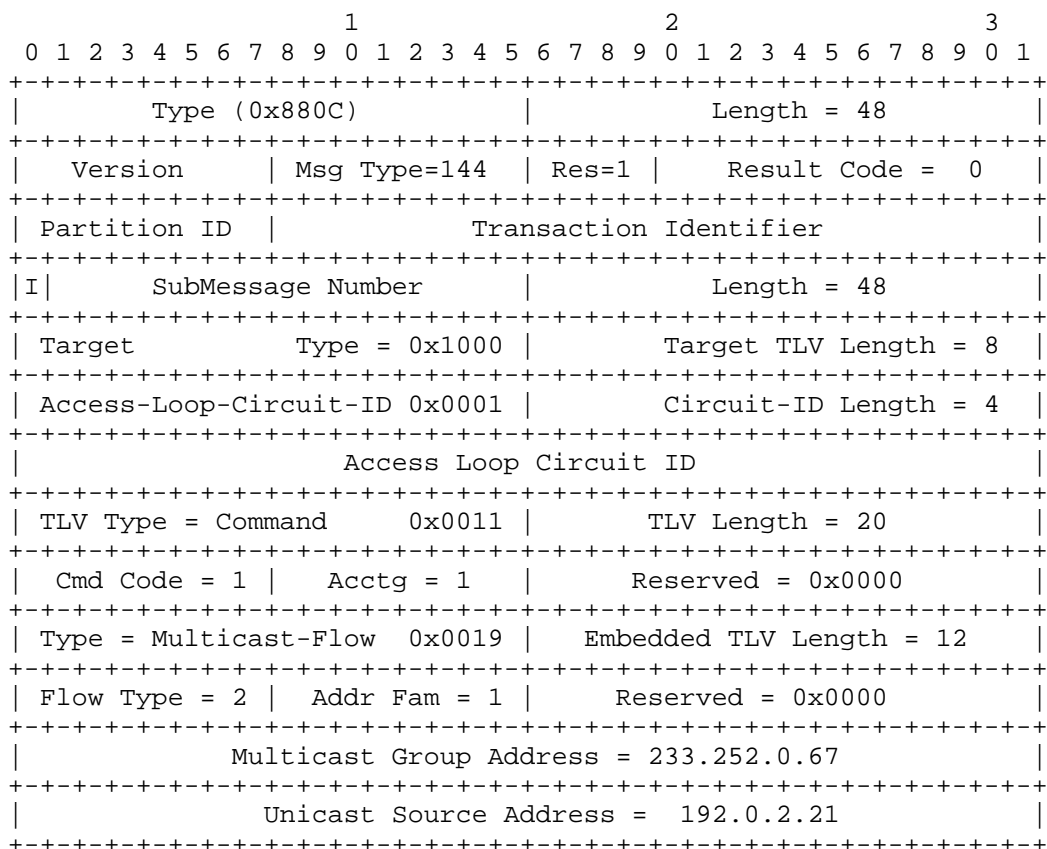 1                   2                   3
 0 1 2 3 4 5 6 7 8 9 0 1 2 3 4 5 6 7 8 9 0 1 2 3 4 5 6 7 8 9 0 1
+-+-+-+-+-+-+-+-+-+-+-+-+-+-+-+-+-+-+-+-+-+-+-+-+-+-+-+-+-+-+-+-+
|        Type (0x880C)          |           Length = 48         |
+-+-+-+-+-+-+-+-+-+-+-+-+-+-+-+-+-+-+-+-+-+-+-+-+-+-+-+-+-+-+-+-+
|   Version     | Msg Type=144  | Res=1 |    Result Code =  0   |
+-+-+-+-+-+-+-+-+-+-+-+-+-+-+-+-+-+-+-+-+-+-+-+-+-+-+-+-+-+-+-+-+
| Partition ID  |            Transaction Identifier             |
+-+-+-+-+-+-+-+-+-+-+-+-+-+-+-+-+-+-+-+-+-+-+-+-+-+-+-+-+-+-+-+-+
|I|      SubMessage Number      |           Length = 48         |
+-+-+-+-+-+-+-+-+-+-+-+-+-+-+-+-+-+-+-+-+-+-+-+-+-+-+-+-+-+-+-+-+
| Target          Type = 0x1000 |        Target TLV Length = 8  |
+-+-+-+-+-+-+-+-+-+-+-+-+-+-+-+-+-+-+-+-+-+-+-+-+-+-+-+-+-+-+-+-+
| Access-Loop-Circuit-ID 0x0001 |        Circuit-ID Length = 4  |
+-+-+-+-+-+-+-+-+-+-+-+-+-+-+-+-+-+-+-+-+-+-+-+-+-+-+-+-+-+-+-+-+
|                    Access Loop Circuit ID                     |
+-+-+-+-+-+-+-+-+-+-+-+-+-+-+-+-+-+-+-+-+-+-+-+-+-+-+-+-+-+-+-+-+
| TLV Type = Command     0x0011 |       TLV Length = 20         |
+-+-+-+-+-+-+-+-+-+-+-+-+-+-+-+-+-+-+-+-+-+-+-+-+-+-+-+-+-+-+-+-+
|  Cmd Code = 1 |   Acctg = 1   |      Reserved = 0x0000        |
+-+-+-+-+-+-+-+-+-+-+-+-+-+-+-+-+-+-+-+-+-+-+-+-+-+-+-+-+-+-+-+-+
| Type = Multicast-Flow  0x0019 |   Embedded TLV Length = 12    |
+-+-+-+-+-+-+-+-+-+-+-+-+-+-+-+-+-+-+-+-+-+-+-+-+-+-+-+-+-+-+-+-+
| Flow Type = 2 |  Addr Fam = 1 |     Reserved = 0x0000         |
+-+-+-+-+-+-+-+-+-+-+-+-+-+-+-+-+-+-+-+-+-+-+-+-+-+-+-+-+-+-+-+-+
|             Multicast Group Address = 233.252.0.67            |
+-+-+-+-+-+-+-+-+-+-+-+-+-+-+-+-+-+-+-+-+-+-+-+-+-+-+-+-+-+-+-+-+
|               Unicast Source Address =  192.0.2.21            |
+-+-+-+-+-+-+-+-+-+-+-+-+-+-+-+-+-+-+-+-+-+-+-+-+-+-+-+-+-+-+-+-+